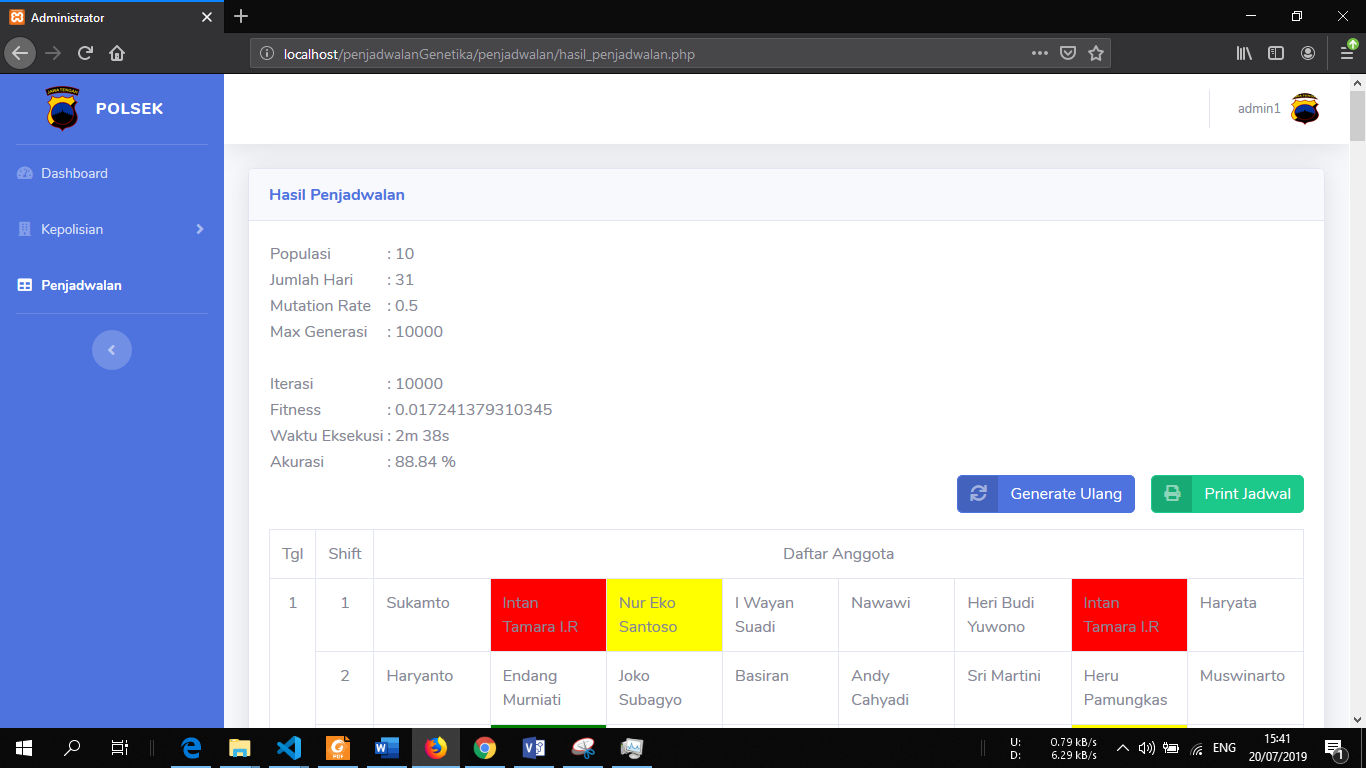 Administrator
localhost/penjadwalanGenetika/penjadwalan/hasil_penjadwalan.php
JAWA TENGAH
POLSEK
admin1
Dashboard
Kepolisian
Penjadwalan
Hasil Penjadwalan
Populasi : 10
Jumlah Hari : 31
Mutation Rate : 0.5
Max Generasi : 10000
Iterasi : 10000
Fitness : 0.017241379310345
Waktu Eksekusi : 2m 38s
Akurasi : 88.84 %
Generate Ulang
Print Jadwal
Tgl Shift Daftar Anggota
1 1 Sukamto Intan Nur Eko I Wayan Nawawi Heri Budi Intan Haryata
Tamara I.R Santoso Suadi Yuwono Tamara I.R
2 Haryanto Endang Joko Basiran Andy Sri Martini Heru Muswinarto
Murniati Subagyo Cahyadi Pamungkas
U: 0.79 kB/s
D: 6.29 kB/s
ENG
15:41
20/07/2019
1